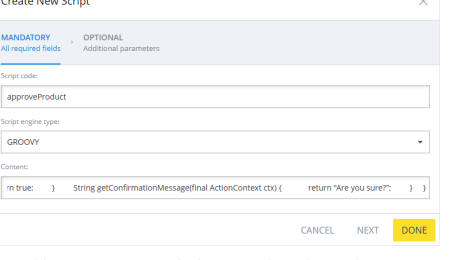 Create New Script
MANDATORY
All required fields
OPTIONAL
Additional parameters
Script code:
approveProduct
Script engine type:
GROOVY
Content:
rn true; } String getConfirmationMessage(final ActionContext ctx) { return "Are you sure?"; } }
CANCEL NEXT DONE